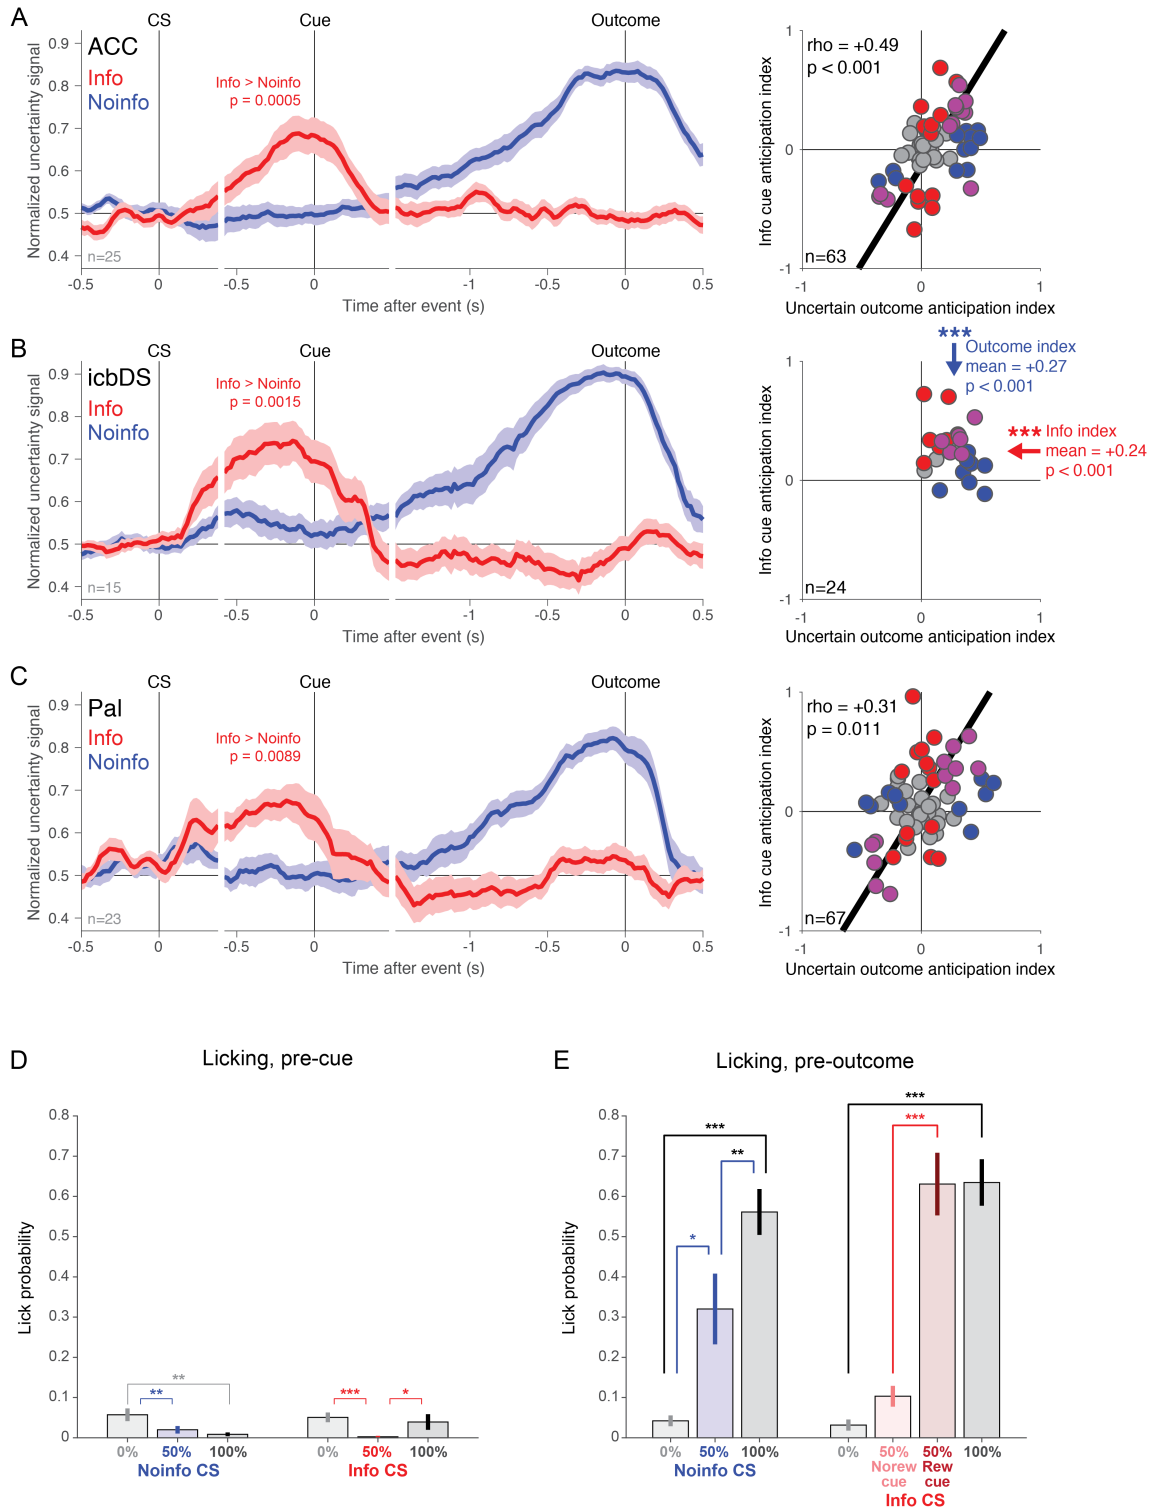 A
CS
Cue
Outcome
ACC
Info
Noinfo
Info > Noinfo
p = 0.0005
n=25
Normalized uncertainty signal
0.9
0.8
0.7
0.6
0.5
0.4
-0.5
0
-0.5
0
-1
-0.5
0
0.5
Time after event (s)
rho = +0.49
p < 0.001
n=63
Info cue anticipation index
1
0
-1
-1
0
1
Uncertain outcome anticipation index
B
CS
Cue
Outcome
icbDS
Info
Noinfo
Info > Noinfo
p = 0.0015
n=15
Normalized uncertainty signal
0.9
0.8
0.7
0.6
0.5
0.4
-0.5
0
-0.5
0
-1
-0.5
0
0.5
Time after event (s)
***
Outcome index
mean = +0.27
p < 0.001
*** Info index
mean = +0.24
p < 0.001
n=24
Info cue anticipation index
1
0
-1
-1
0
1
Uncertain outcome anticipation index
C
CS
Cue
Outcome
Pal
Info
Noinfo
Info > Noinfo
p = 0.0089
n=23
Normalized uncertainty signal
0.9
0.8
0.7
0.6
0.5
0.4
-0.5
0
-0.5
0
-1
-0.5
0
0.5
Time after event (s)
rho = +0.31
p = 0.011
n=67
Info cue anticipation index
1
0
-1
-1
0
1
Uncertain outcome anticipation index
D
Licking, pre-cue
Lick probability
0.8
0.7
0.6
0.5
0.4
0.3
0.2
0.1
0
**
**
***
*
0%
50%
100%
Noinfo CS
0%
50%
100%
Info CS
E
Licking, pre-outcome
Lick probability
0.8
0.7
0.6
0.5
0.4
0.3
0.2
0.1
0
***
**
*
***
***
0%
50%
100%
Noinfo CS
0%
50%
Norew
cue
50%
Rew
cue
100%
Info CS